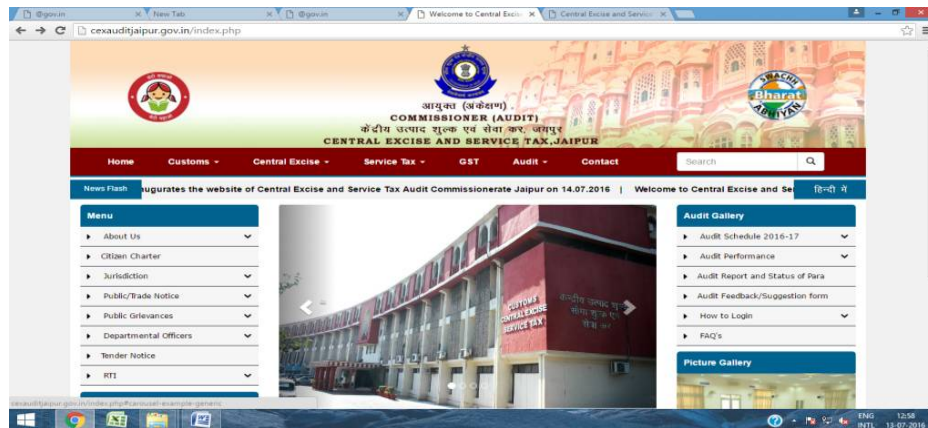 @gov.in
New Tab
@gov.in
Welcome to Central Excis
Central Excise and Service
cexauditjaipur.gov.in/index.php
आयुक्त (अंकेक्षण)
COMMISSIONER (AUDIT)
केंद्रीय उत्पाद शुल्क एवं सेवा कर, जयपुर
CENTRAL EXCISE AND SERVICE TAX,JAIPUR
SWACHH
Bharat
ABHIYAN
Home Customs Central Excise Service Tax GST Audit Contact Search
News Flash
augurates the website of Central Excise and Service Tax Audit Commissionerate Jaipur on 14.07.2016 | Welcome to Central Excise and Se
हिन्दी में
Menu
About Us
Citizen Charter
Jurisdiction
Public/Trade Notice
Public Grievances
Departmental Officers
Tender Notice
RTI
CUSTOMS
CENTRAL EXCISE
SERVICE TAX
Audit Gallery
Audit Schedule 2016-17
Audit Performance
Audit Report and Status of Para
Audit Feedback/Suggestion form
How to Login
FAQ's
Picture Gallery
cexauditjaipur.gov.in/index.php#carousel-example-generic
ENG
INTL
12:58
13-07-2016